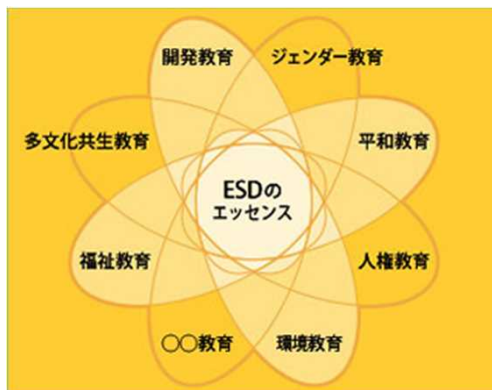 開発教育
ジェンダー教育
多文化共生教育
平和教育
ESDの
エッセンス
福祉教育
人権教育
〇〇教育
環境教育